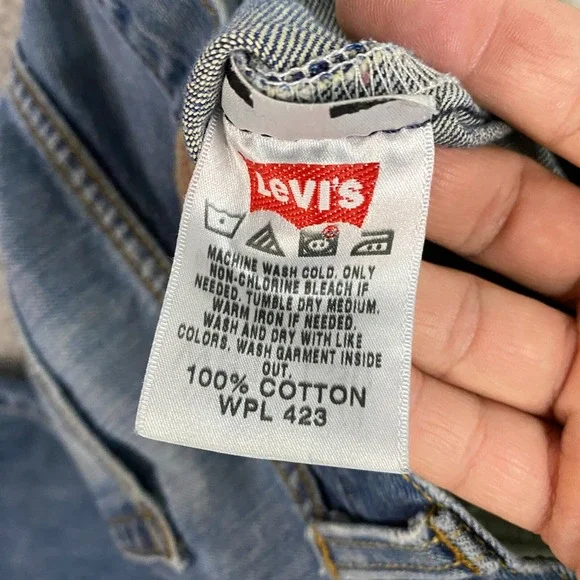 LEVI'S
MACHINE WASH COLD. ONLY
NON-CHLORINE BLEACH IF
NEEDED. TUMBLE DRY MEDIUM.
WARM IRON IF NEEDED.
WASH AND DRY WITH LIKE
COLORS. WASH GARMENT INSIDE
OUT.
100% COTTON
WPL 423